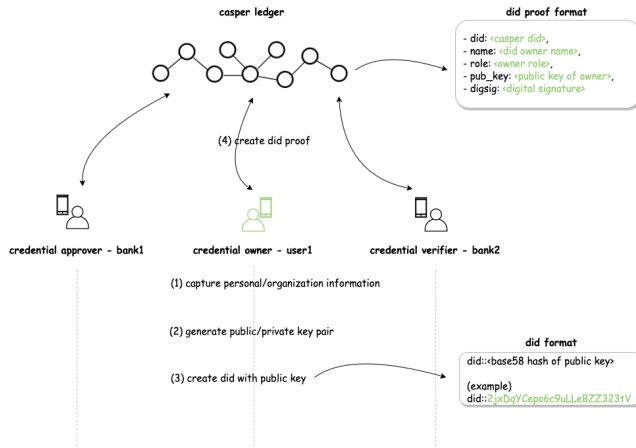 casper ledger
did proof format
- did: <casper did>,
- name: <did owner name>,
- role: <owner role>,
- pub_key: <public key of owner>,
- digsig: <digital signature>
(4) create did proof
credential approver - bank1
credential owner - user1
credential verifier - bank2
(1) capture personal/organization information
(2) generate public/private key pair
(3) create did with public key
did format
did::<base58 hash of public key>
(example)
did::2jxDqYCepo6c9uLLeBZZ323tV